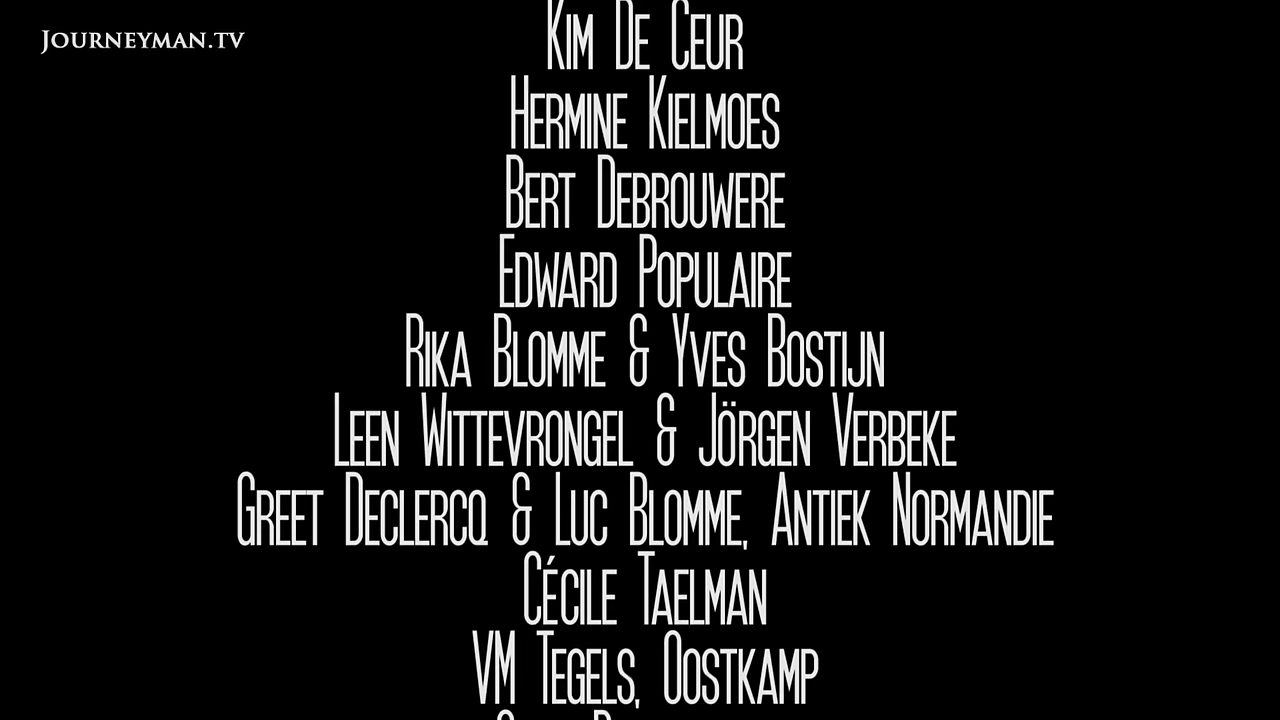 Journeyman.tv
Kim De Ceur
Hermine Kielmoes
Bert Debrouwere
Edward Populaire
Rika Blomme & Yves Bostijn
Leen Wittevrongel & Jörgen Verbeke
Greet Declercq & Luc Blomme, Antiek Normandie
Cécile Taelman
VM Tegels, Oostkamp